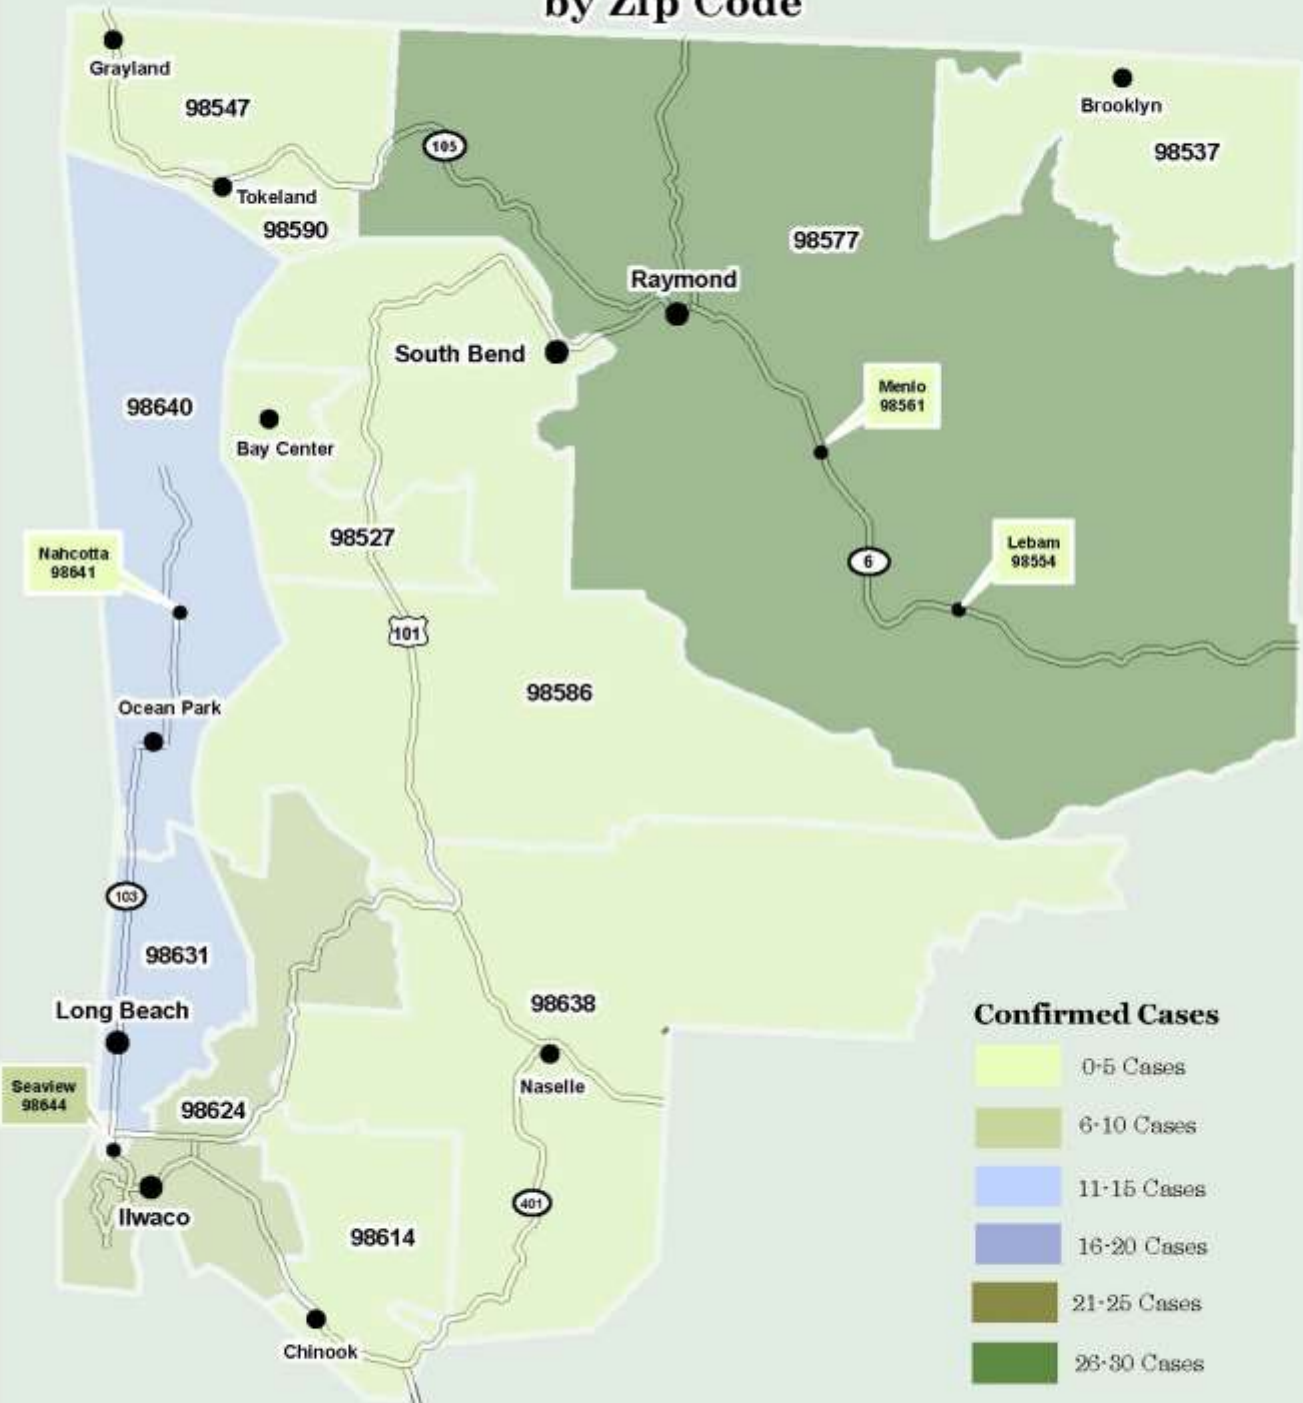 by Zip Code
Grayland
98547
Brooklyn
98537
105
Tokeland
98590
98577
Raymond
South Bend
Menlo
98561
98640
Bay Center
98527
Nahcotta
98641
Lebam
98554
6
101
98586
Ocean Park
103
98631
Long Beach
98638
Naselle
Seaview
98644
98624
Ilwaco
401
98614
Chinook
Confirmed Cases
0-5 Cases
6-10 Cases
11-15 Cases
16-20 Cases
21-25 Cases
26-30 Cases